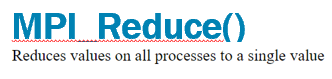 MPI_Reduce()
Reduces values on all processes to a single value